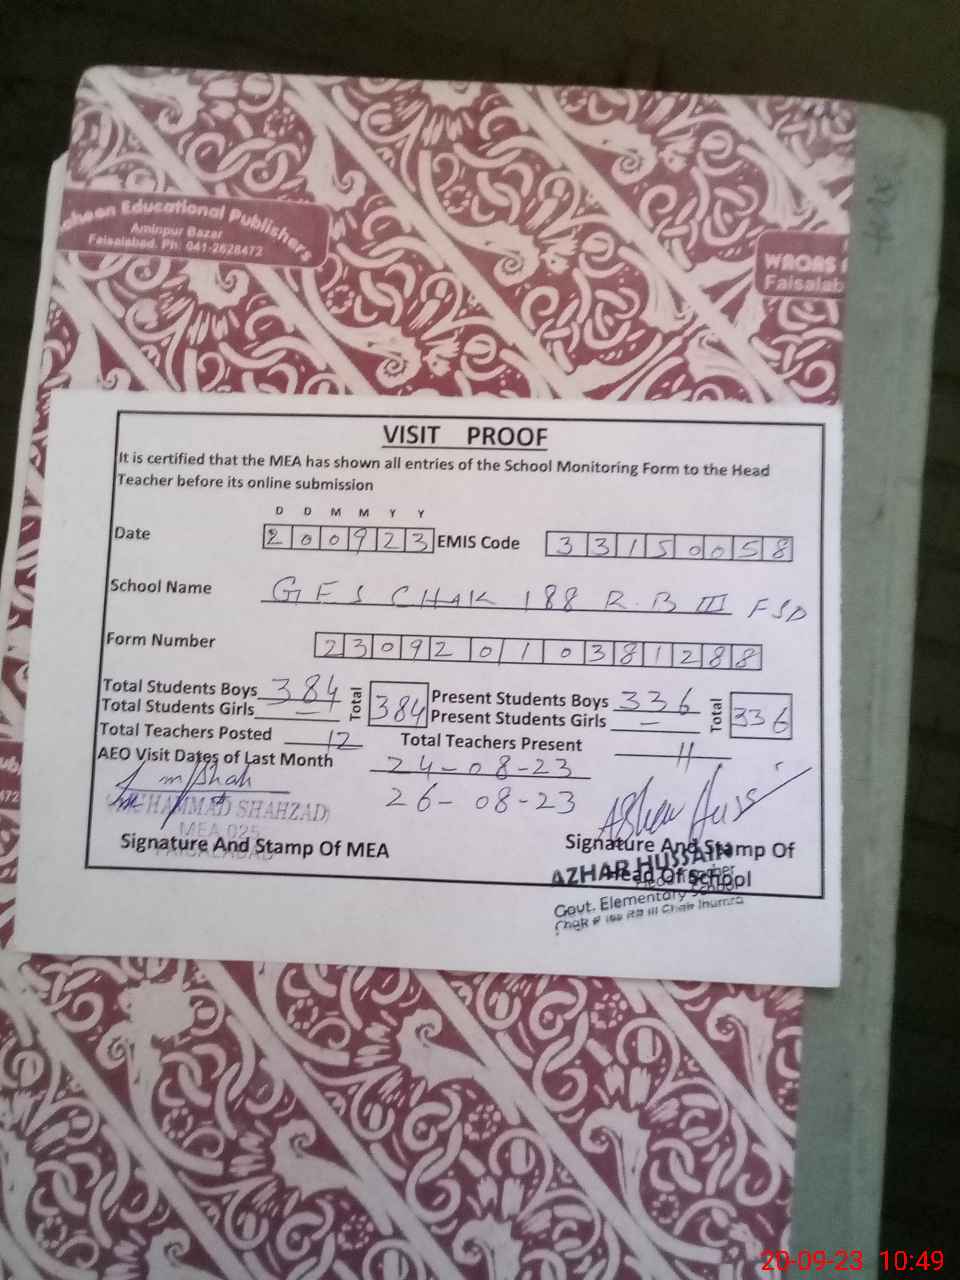 Educational Publishers
Aminpur Bazar
Faisalabad. Ph: 041-2628472
WAQAS
Faisalab
VISIT PROOF
It is certified that the MEA has shown all entries of the School Monitoring Form to the Head
Teacher before its online submission
D D M M Y Y
Date 200923 EMIS Code 33150058
School Name GES CHAK 188 R.B III FSD
Form Number 23092010381288
Total Students Boys 384 Total 384 Present Students Boys 336 Total 336
Total Students Girls — Present Students Girls —
Total Teachers Posted 12 Total Teachers Present 11
AEO Visit Dates of Last Month 24-08-23
26-08-23
MUHAMMAD SHAHZAD
MEA 025
FAISALABAD
Signature And Stamp Of MEA
Signature And Stamp Of
Head Of School
AZHAR HUSSAIN
Govt. Elementary School
20-09-23 10:49